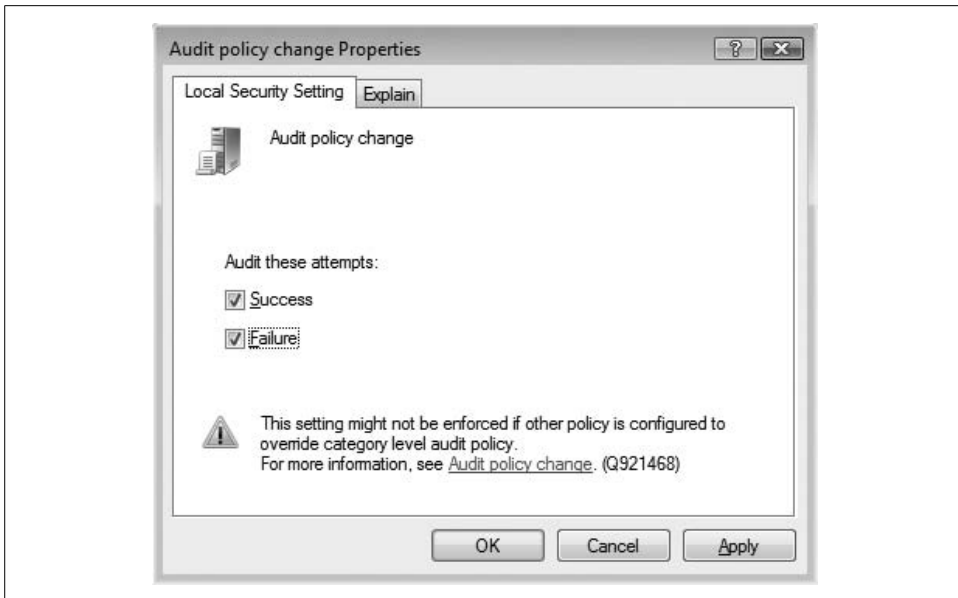 Audit policy change Properties
Local Security Setting
Explain
Audit policy change
Audit these attempts:
Success
Failure
This setting might not be enforced if other policy is configured to
override category level audit policy.
For more information, see Audit policy change. (Q921468)
OK
Cancel
Apply